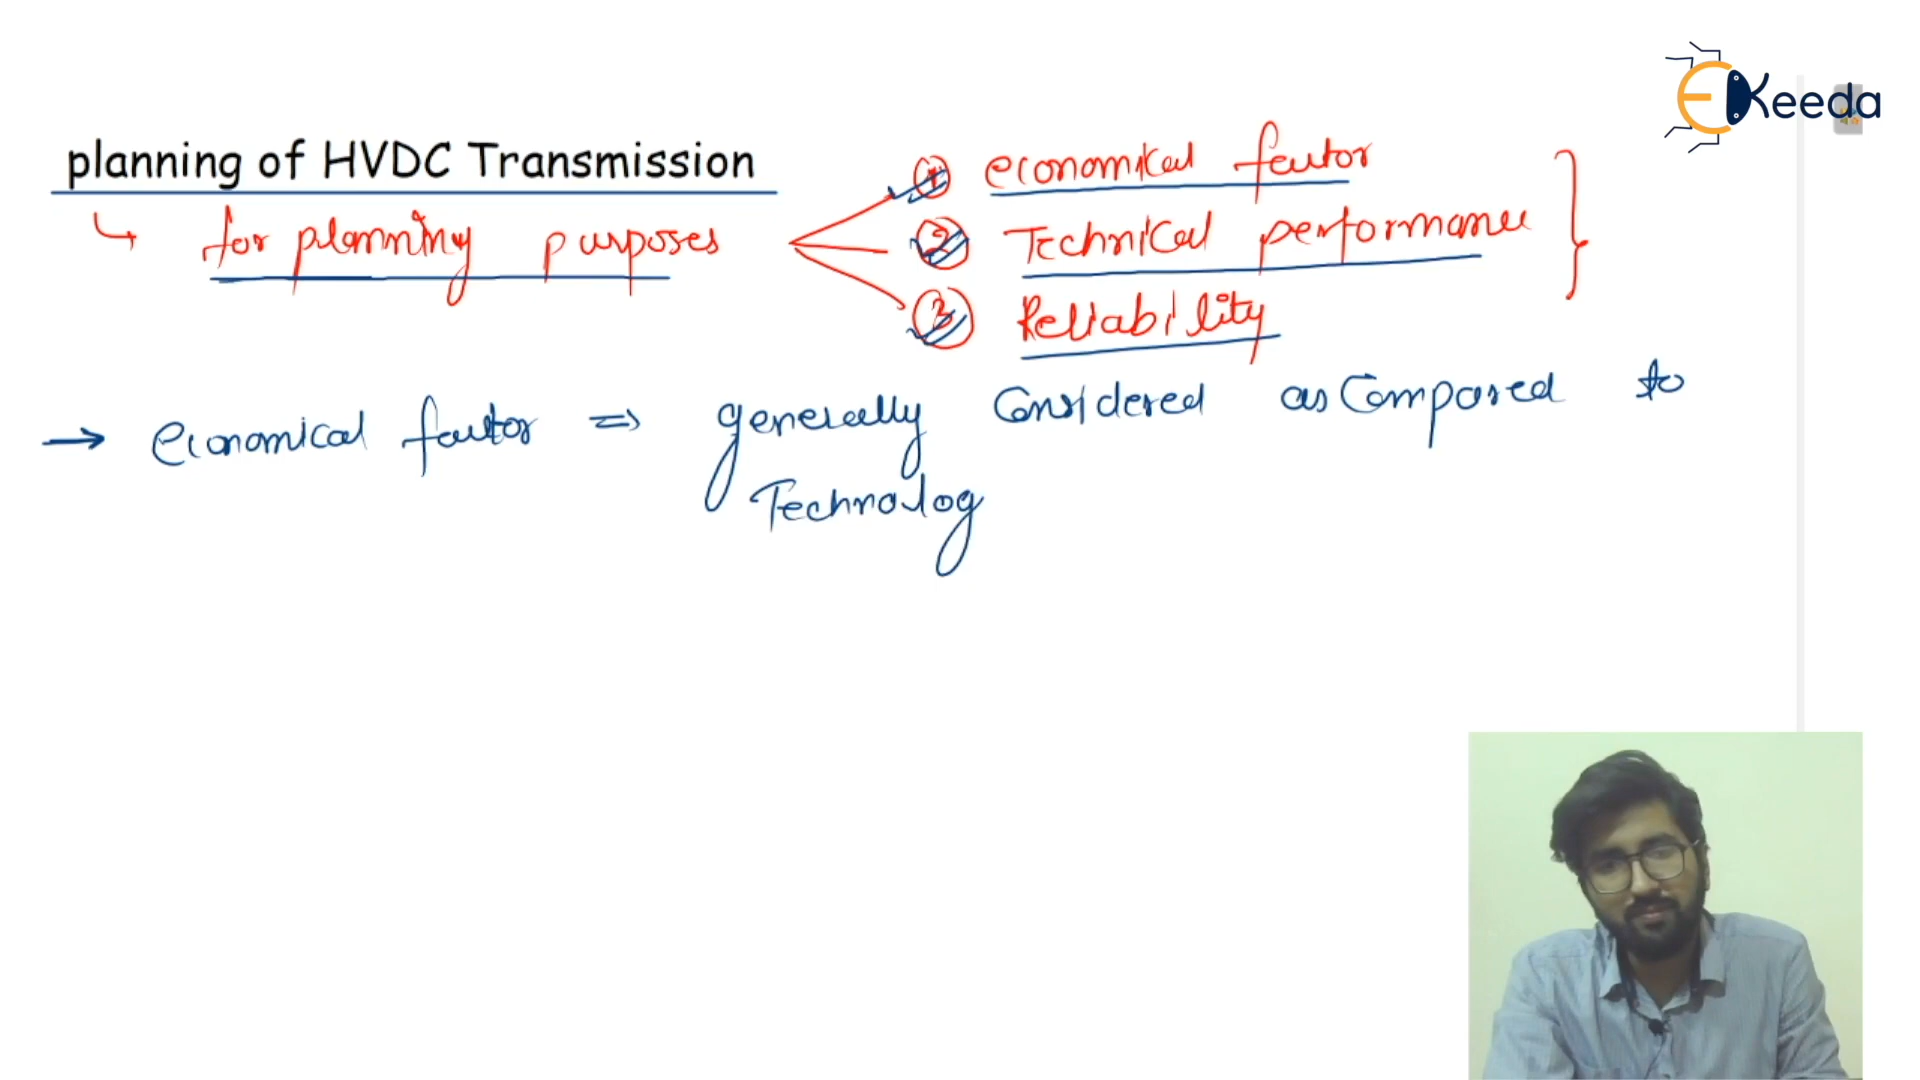 EKeeda
planning of HVDC Transmission
↳ for planning purposes
① economical factor
② Technical performance
③ Reliability
→ economical factor ⇒ generally Considered as Compared to
Technolog